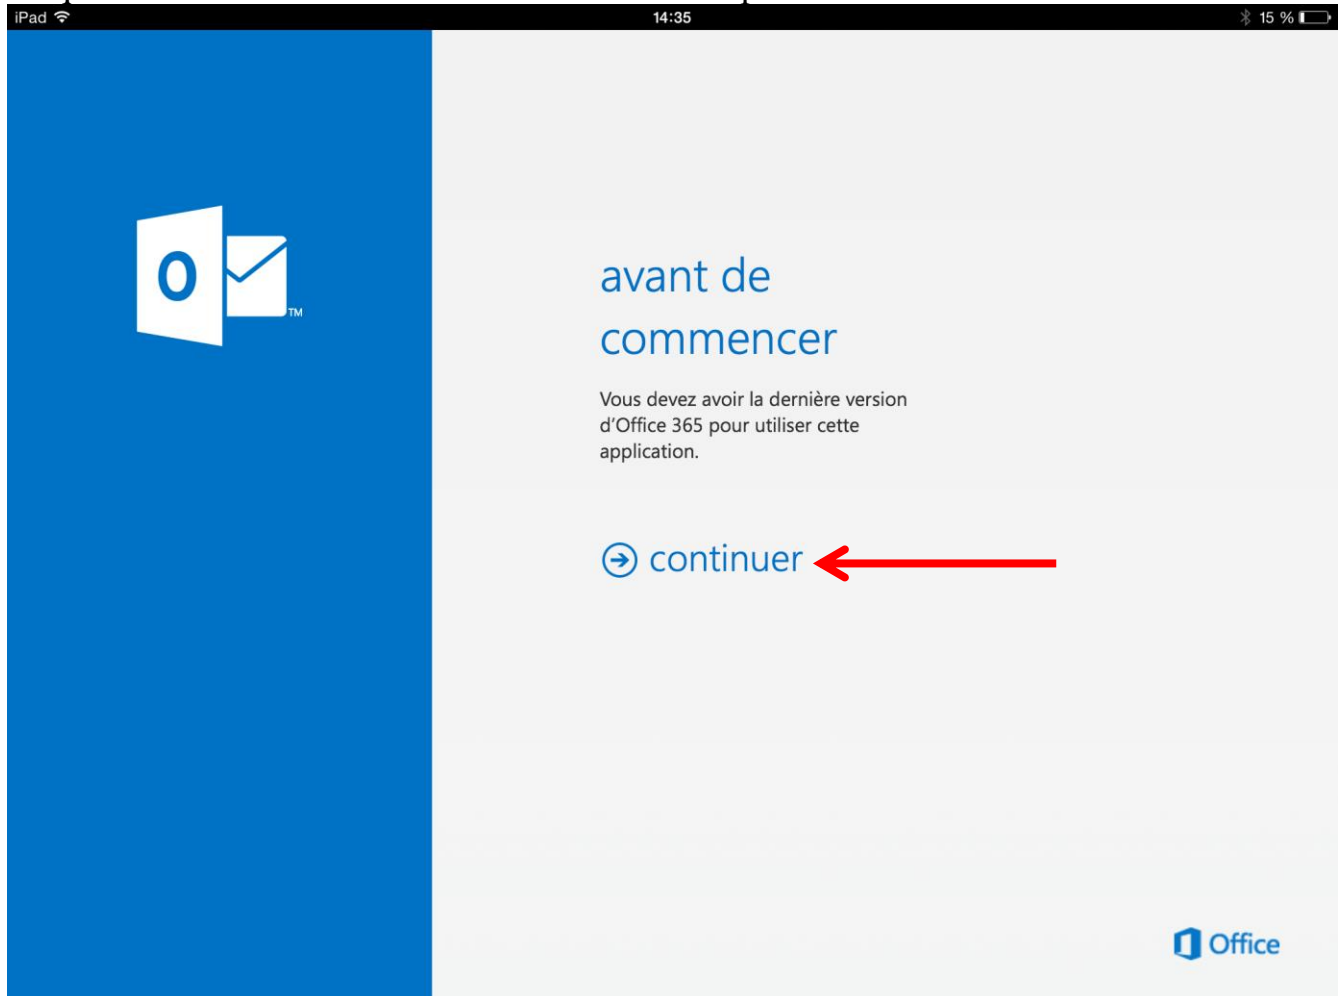 iPad 14:35 15 %
O
TM
avant de
commencer
Vous devez avoir la dernière version
d'Office 365 pour utiliser cette
application.
continuer
Office